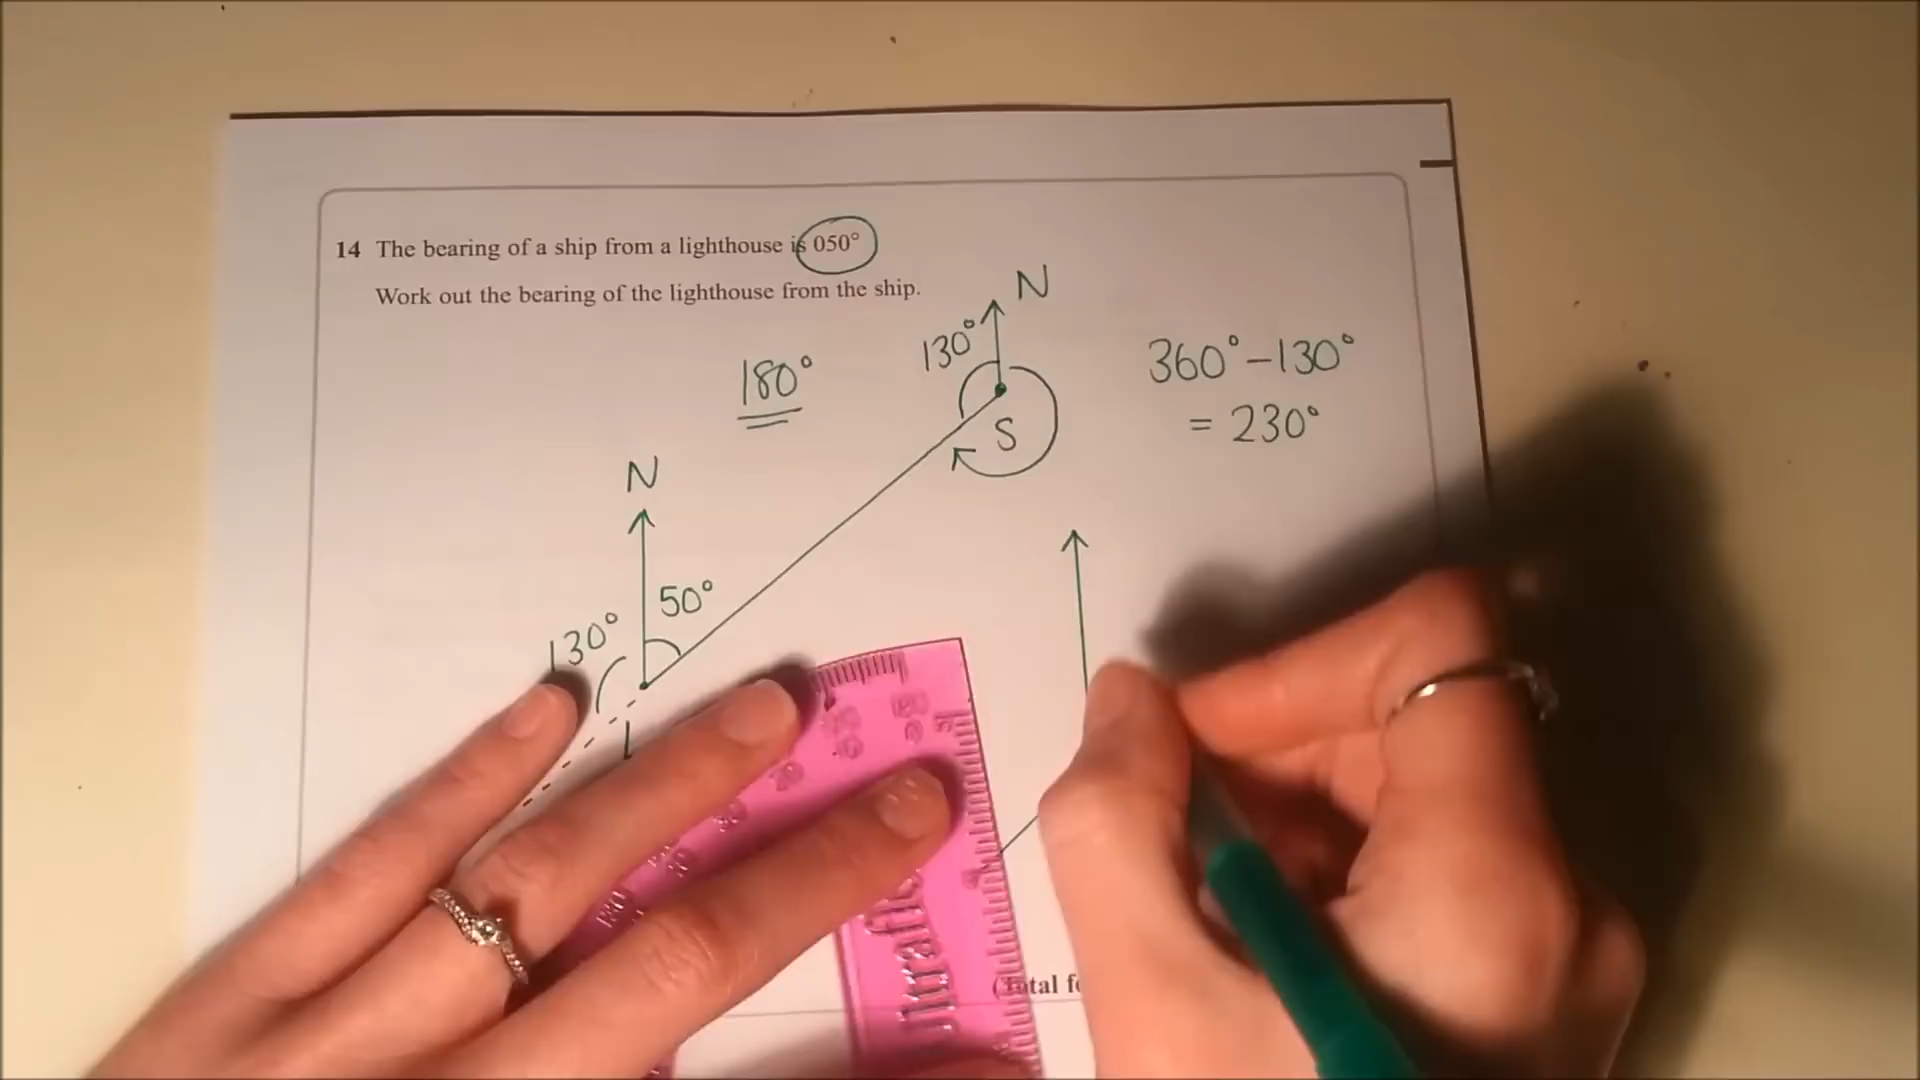 14 The bearing of a ship from a lighthouse is 050°
Work out the bearing of the lighthouse from the ship.
N
130°
360° – 130°
180°
= 230°
S
N
50°
130°
L
(Total